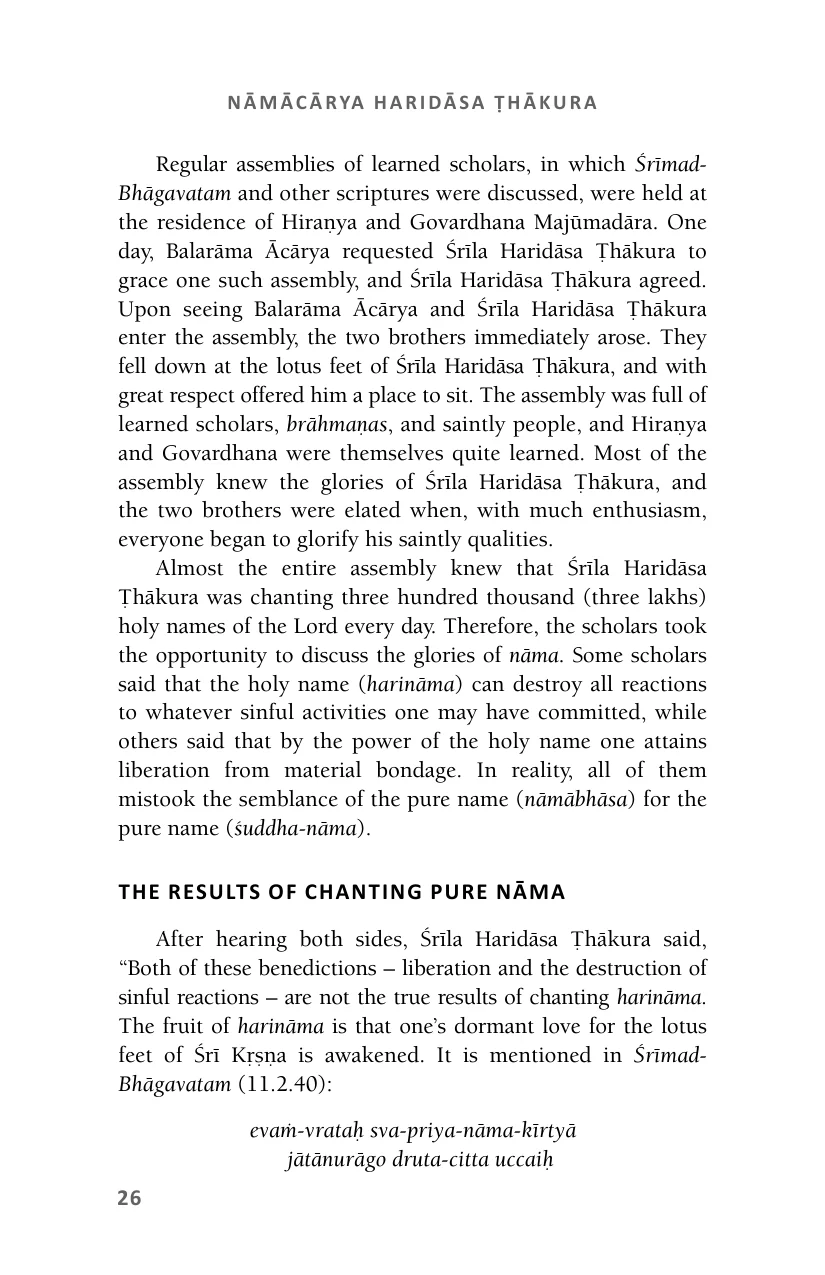 NĀMĀCĀRYA HARIDĀSA ṬHĀKURA
Regular assemblies of learned scholars, in which Śrīmad-
Bhāgavatam and other scriptures were discussed, were held at
the residence of Hiraṇya and Govardhana Majūmadāra. One
day, Balarāma Ācārya requested Śrīla Haridāsa Ṭhākura to
grace one such assembly, and Śrīla Haridāsa Ṭhākura agreed.
Upon seeing Balarāma Ācārya and Śrīla Haridāsa Ṭhākura
enter the assembly, the two brothers immediately arose. They
fell down at the lotus feet of Śrīla Haridāsa Ṭhākura, and with
great respect offered him a place to sit. The assembly was full of
learned scholars, brāhmaṇas, and saintly people, and Hiraṇya
and Govardhana were themselves quite learned. Most of the
assembly knew the glories of Śrīla Haridāsa Ṭhākura, and
the two brothers were elated when, with much enthusiasm,
everyone began to glorify his saintly qualities.
Almost the entire assembly knew that Śrīla Haridāsa
Ṭhākura was chanting three hundred thousand (three lakhs)
holy names of the Lord every day. Therefore, the scholars took
the opportunity to discuss the glories of nāma. Some scholars
said that the holy name (harināma) can destroy all reactions
to whatever sinful activities one may have committed, while
others said that by the power of the holy name one attains
liberation from material bondage. In reality, all of them
mistook the semblance of the pure name (nāmābhāsa) for the
pure name (śuddha-nāma).
THE RESULTS OF CHANTING PURE NĀMA
After hearing both sides, Śrīla Haridāsa Ṭhākura said,
“Both of these benedictions – liberation and the destruction of
sinful reactions – are not the true results of chanting harināma.
The fruit of harināma is that one’s dormant love for the lotus
feet of Śrī Kṛṣṇa is awakened. It is mentioned in Śrīmad-
Bhāgavatam (11.2.40):
evaṁ-vrataḥ sva-priya-nāma-kīrtyā
jātānurāgo druta-citta uccaiḥ
26